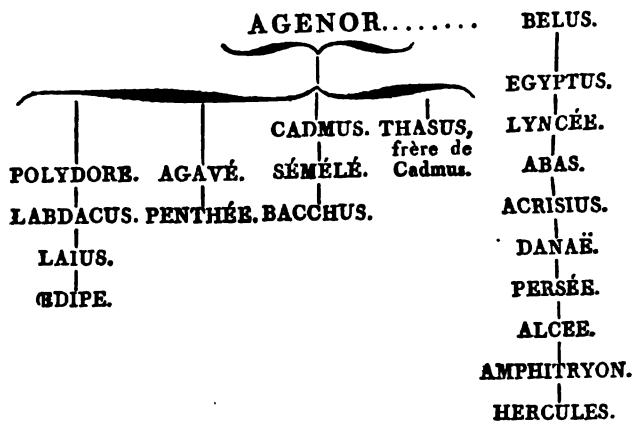 AGENOR........ BELUS.
EGYPTUS.
CADMUS. THASUS, LYNCÉE.
frère de
POLYDORE. AGAVÉ. SÉMÉLÉ. Cadmus. ABAS.
LABDACUS. PENTHÉE. BACCHUS. ACRISIUS.
LAIUS. DANAË.
ŒDIPE. PERSÉE.
ALCEE.
AMPHITRYON.
HERCULES.